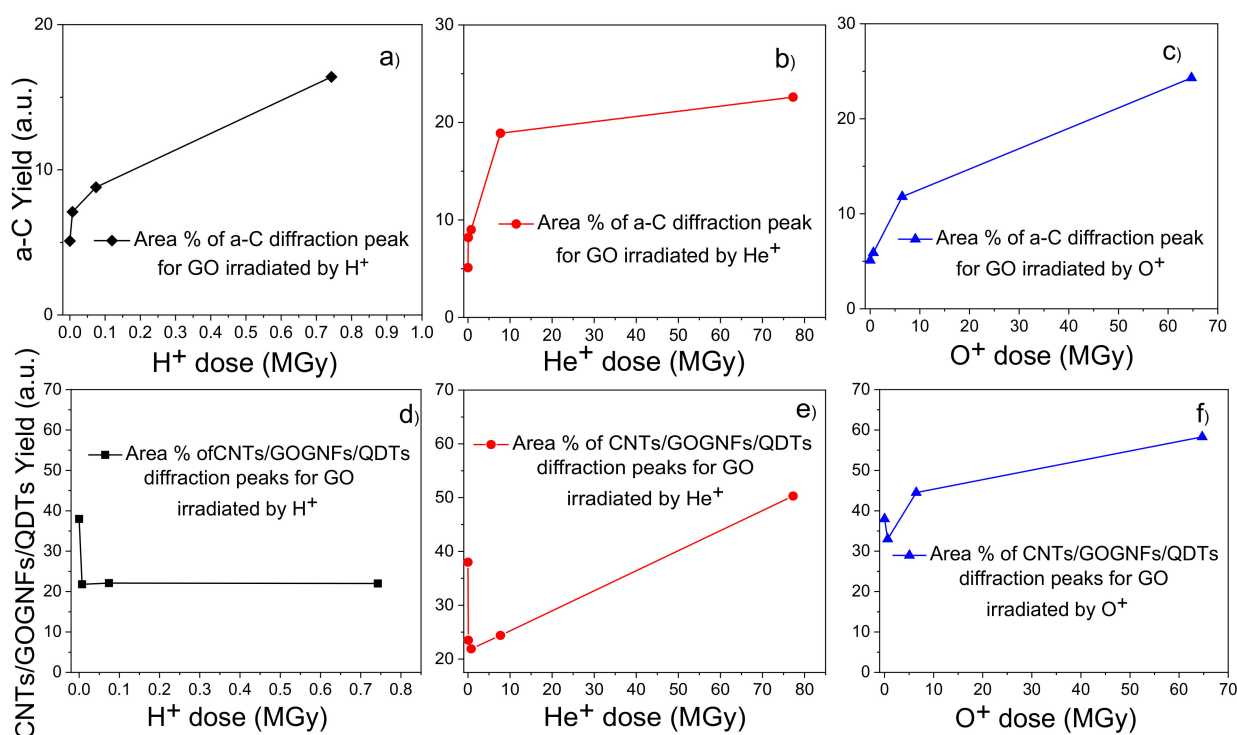 a-C Yield (a.u.)
20
10
0
a)
Area % of a-C diffraction peak
for GO irradiated by H+
0.0 0.1 0.2 0.3 0.4 0.5 0.6 0.7 0.8 0.9 1.0
H+ dose (MGy)
30
20
10
0
b)
Area % of a-C diffraction peak
for GO irradiated by He+
0 10 20 30 40 50 60 70 80
He+ dose (MGy)
30
20
10
0
c)
Area % of a-C diffraction peak
for GO irradiated by O+
0 10 20 30 40 50 60 70
O+ dose (MGy)
CNTs/GOGNFs/QDTs Yield (a.u.)
70
60
50
40
30
20
10
0
d)
Area % ofCNTs/GOGNFs/QDTs
diffraction peaks for GO
irradiated by H+
0.0 0.1 0.2 0.3 0.4 0.5 0.6 0.7 0.8
H+ dose (MGy)
70
60
50
40
30
20
e)
Area % of CNTs/GOGNFs/QDTs
diffraction peaks for GO
irradiated by He+
0 10 20 30 40 50 60 70 80
He+ dose (MGy)
70
60
50
40
30
20
10
0
f)
Area % of CNTs/GOGNFs/QDTs
diffraction peaks for GO
irradiated by O+
0 10 20 30 40 50 60 70
O+ dose (MGy)